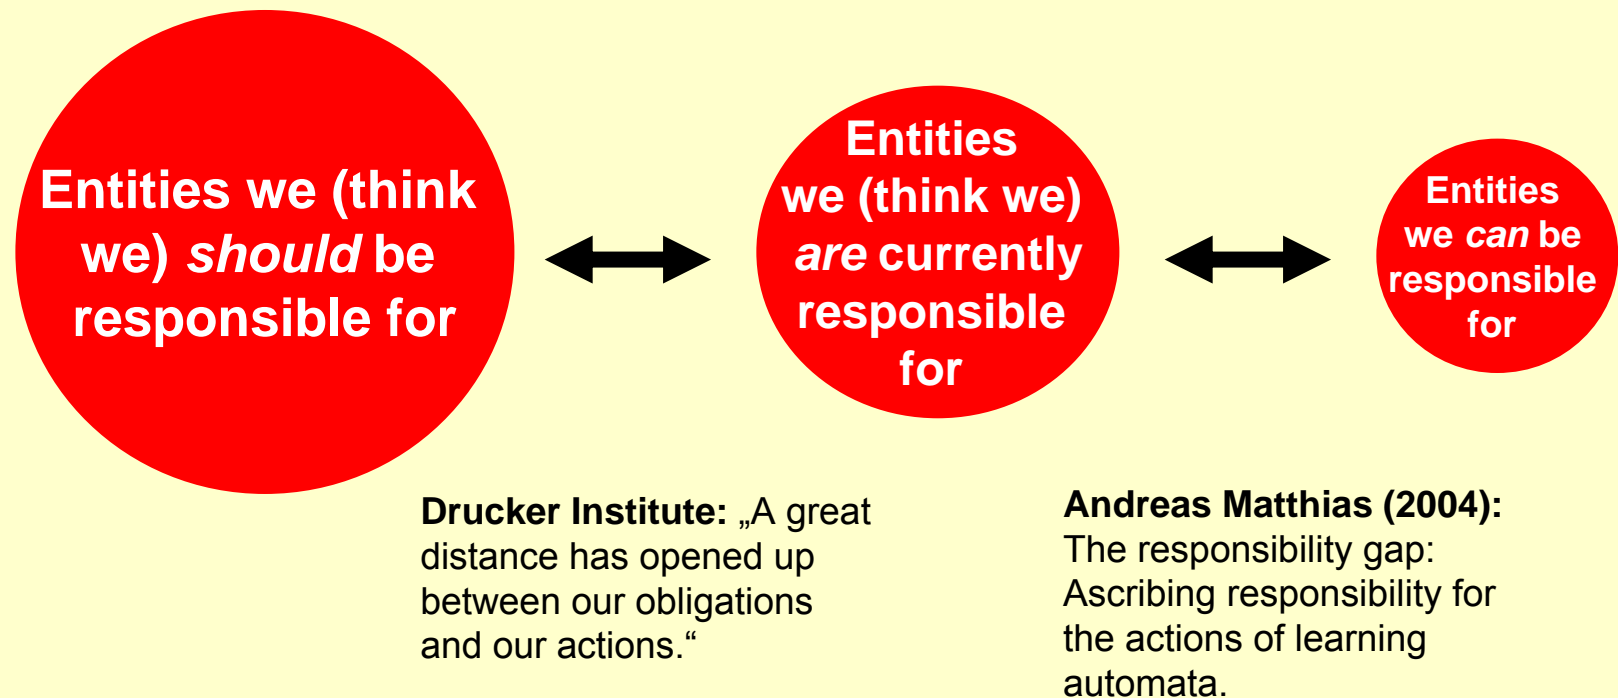 Entities we (think
we) should be
responsible for
Entities
we (think we)
are currently
responsible
for
Entities
we can be
responsible
for
Drucker Institute: „A great
distance has opened up
between our obligations
and our actions.“
Andreas Matthias (2004):
The responsibility gap:
Ascribing responsibility for
the actions of learning
automata.